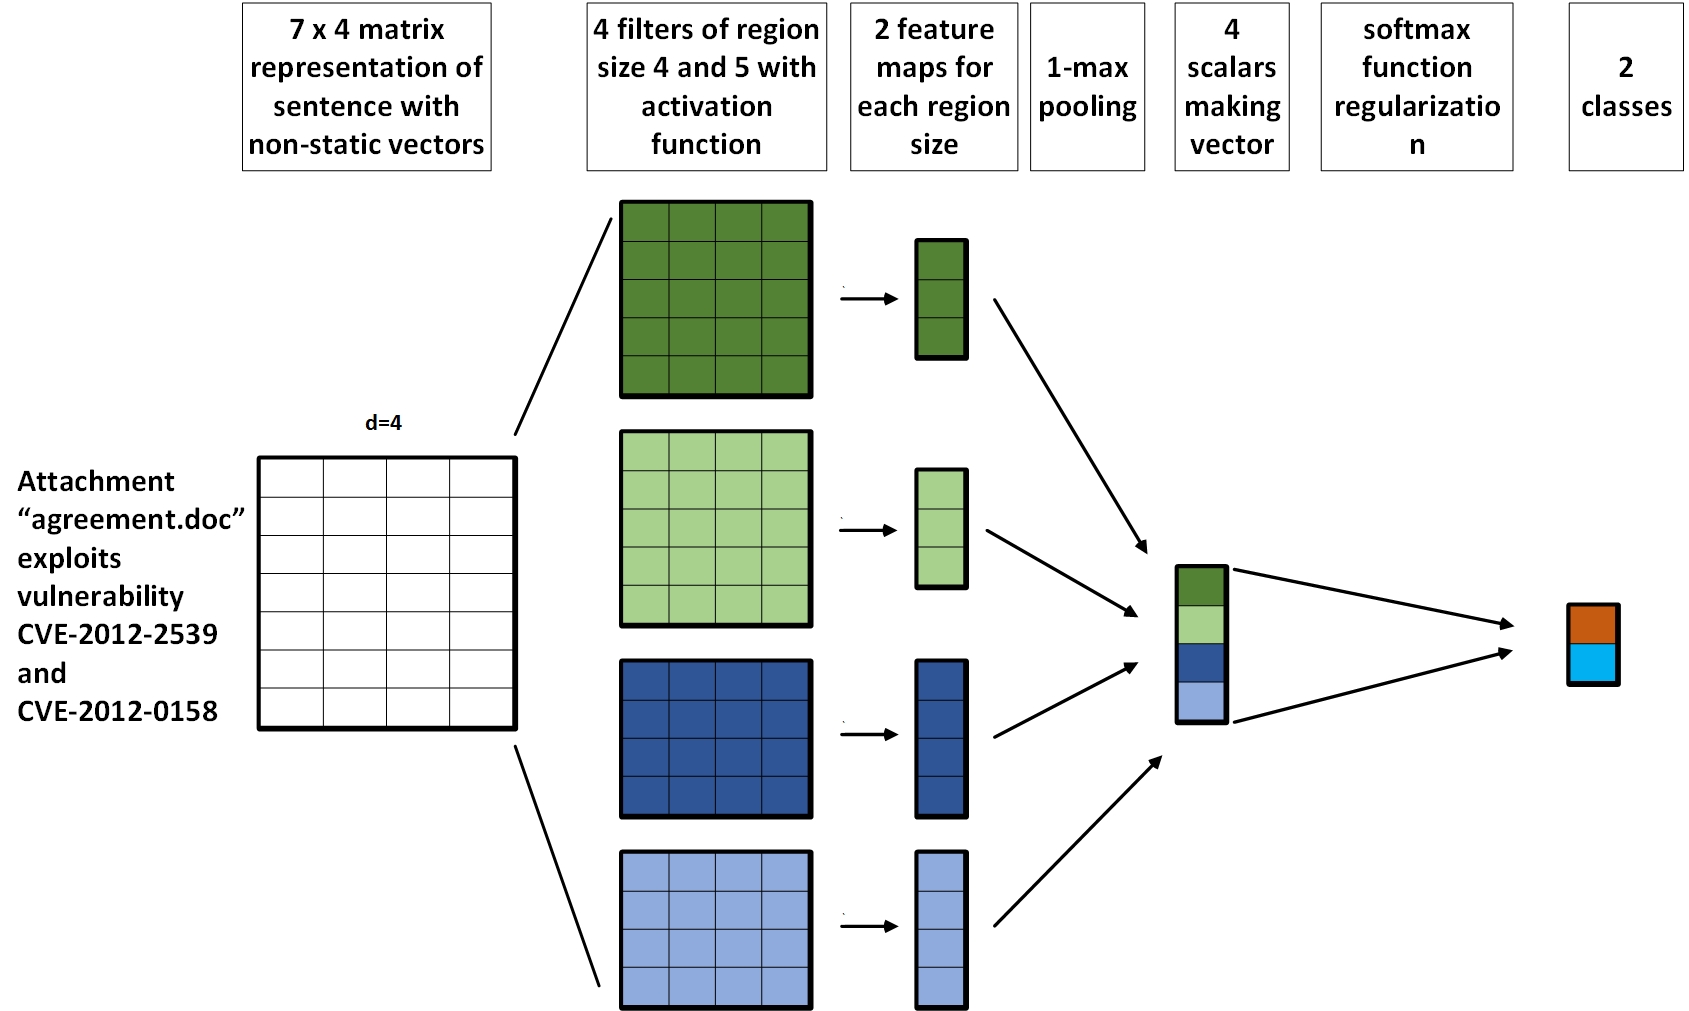 7 x 4 matrix
representation of
sentence with
non-static vectors
4 filters of region
size 4 and 5 with
activation
function
2 feature
maps for
each region
size
1-max
pooling
4
scalars
making
vector
softmax
function
regularizatio
n
2
classes
d=4
Attachment
“agreement.doc”
exploits
vulnerability
CVE-2012-2539
and
CVE-2012-0158